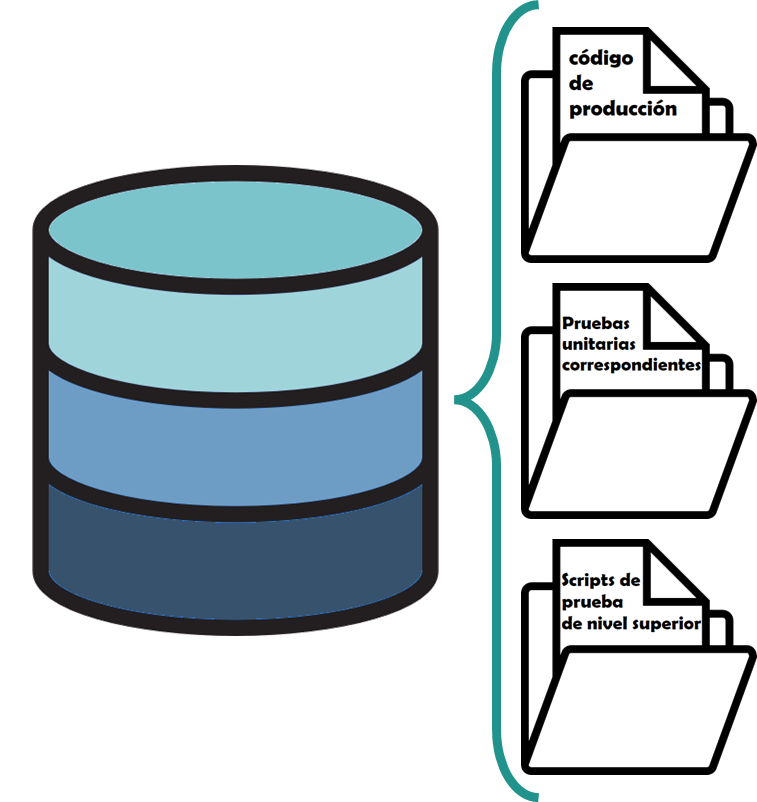 código
de
producción
Pruebas
unitarias
correspondientes
Scripts de
prueba
de nivel superior